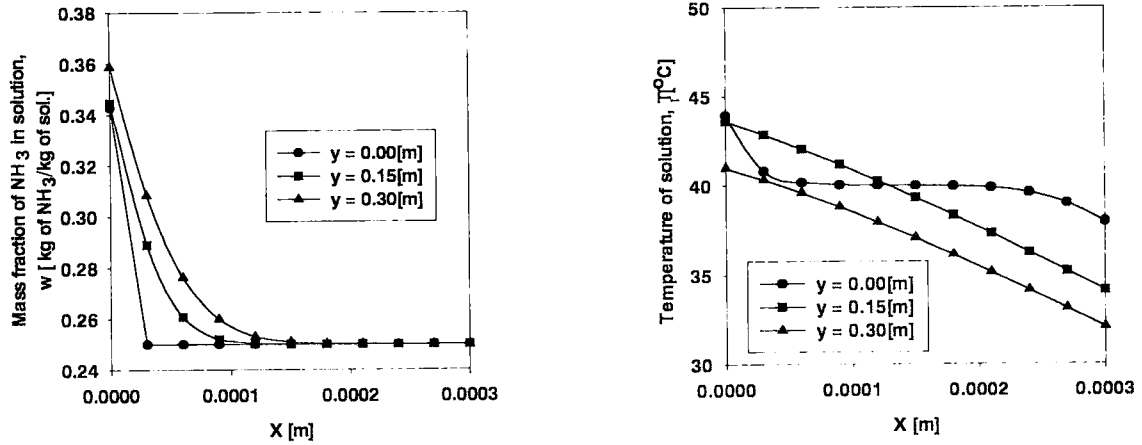 Mass fraction of NH3 in solution,
w [ kg of NH3/kg of sol.]
0.38
0.36
0.34
0.32
0.30
0.28
0.26
0.24
y = 0.00[m]
y = 0.15[m]
y = 0.30[m]
0.0000
0.0001
0.0002
0.0003
X [m]
Temperature of solution, T[°C]
50
45
40
35
30
y = 0.00[m]
y = 0.15[m]
y = 0.30[m]
0.0000
0.0001
0.0002
0.0003
X [m]